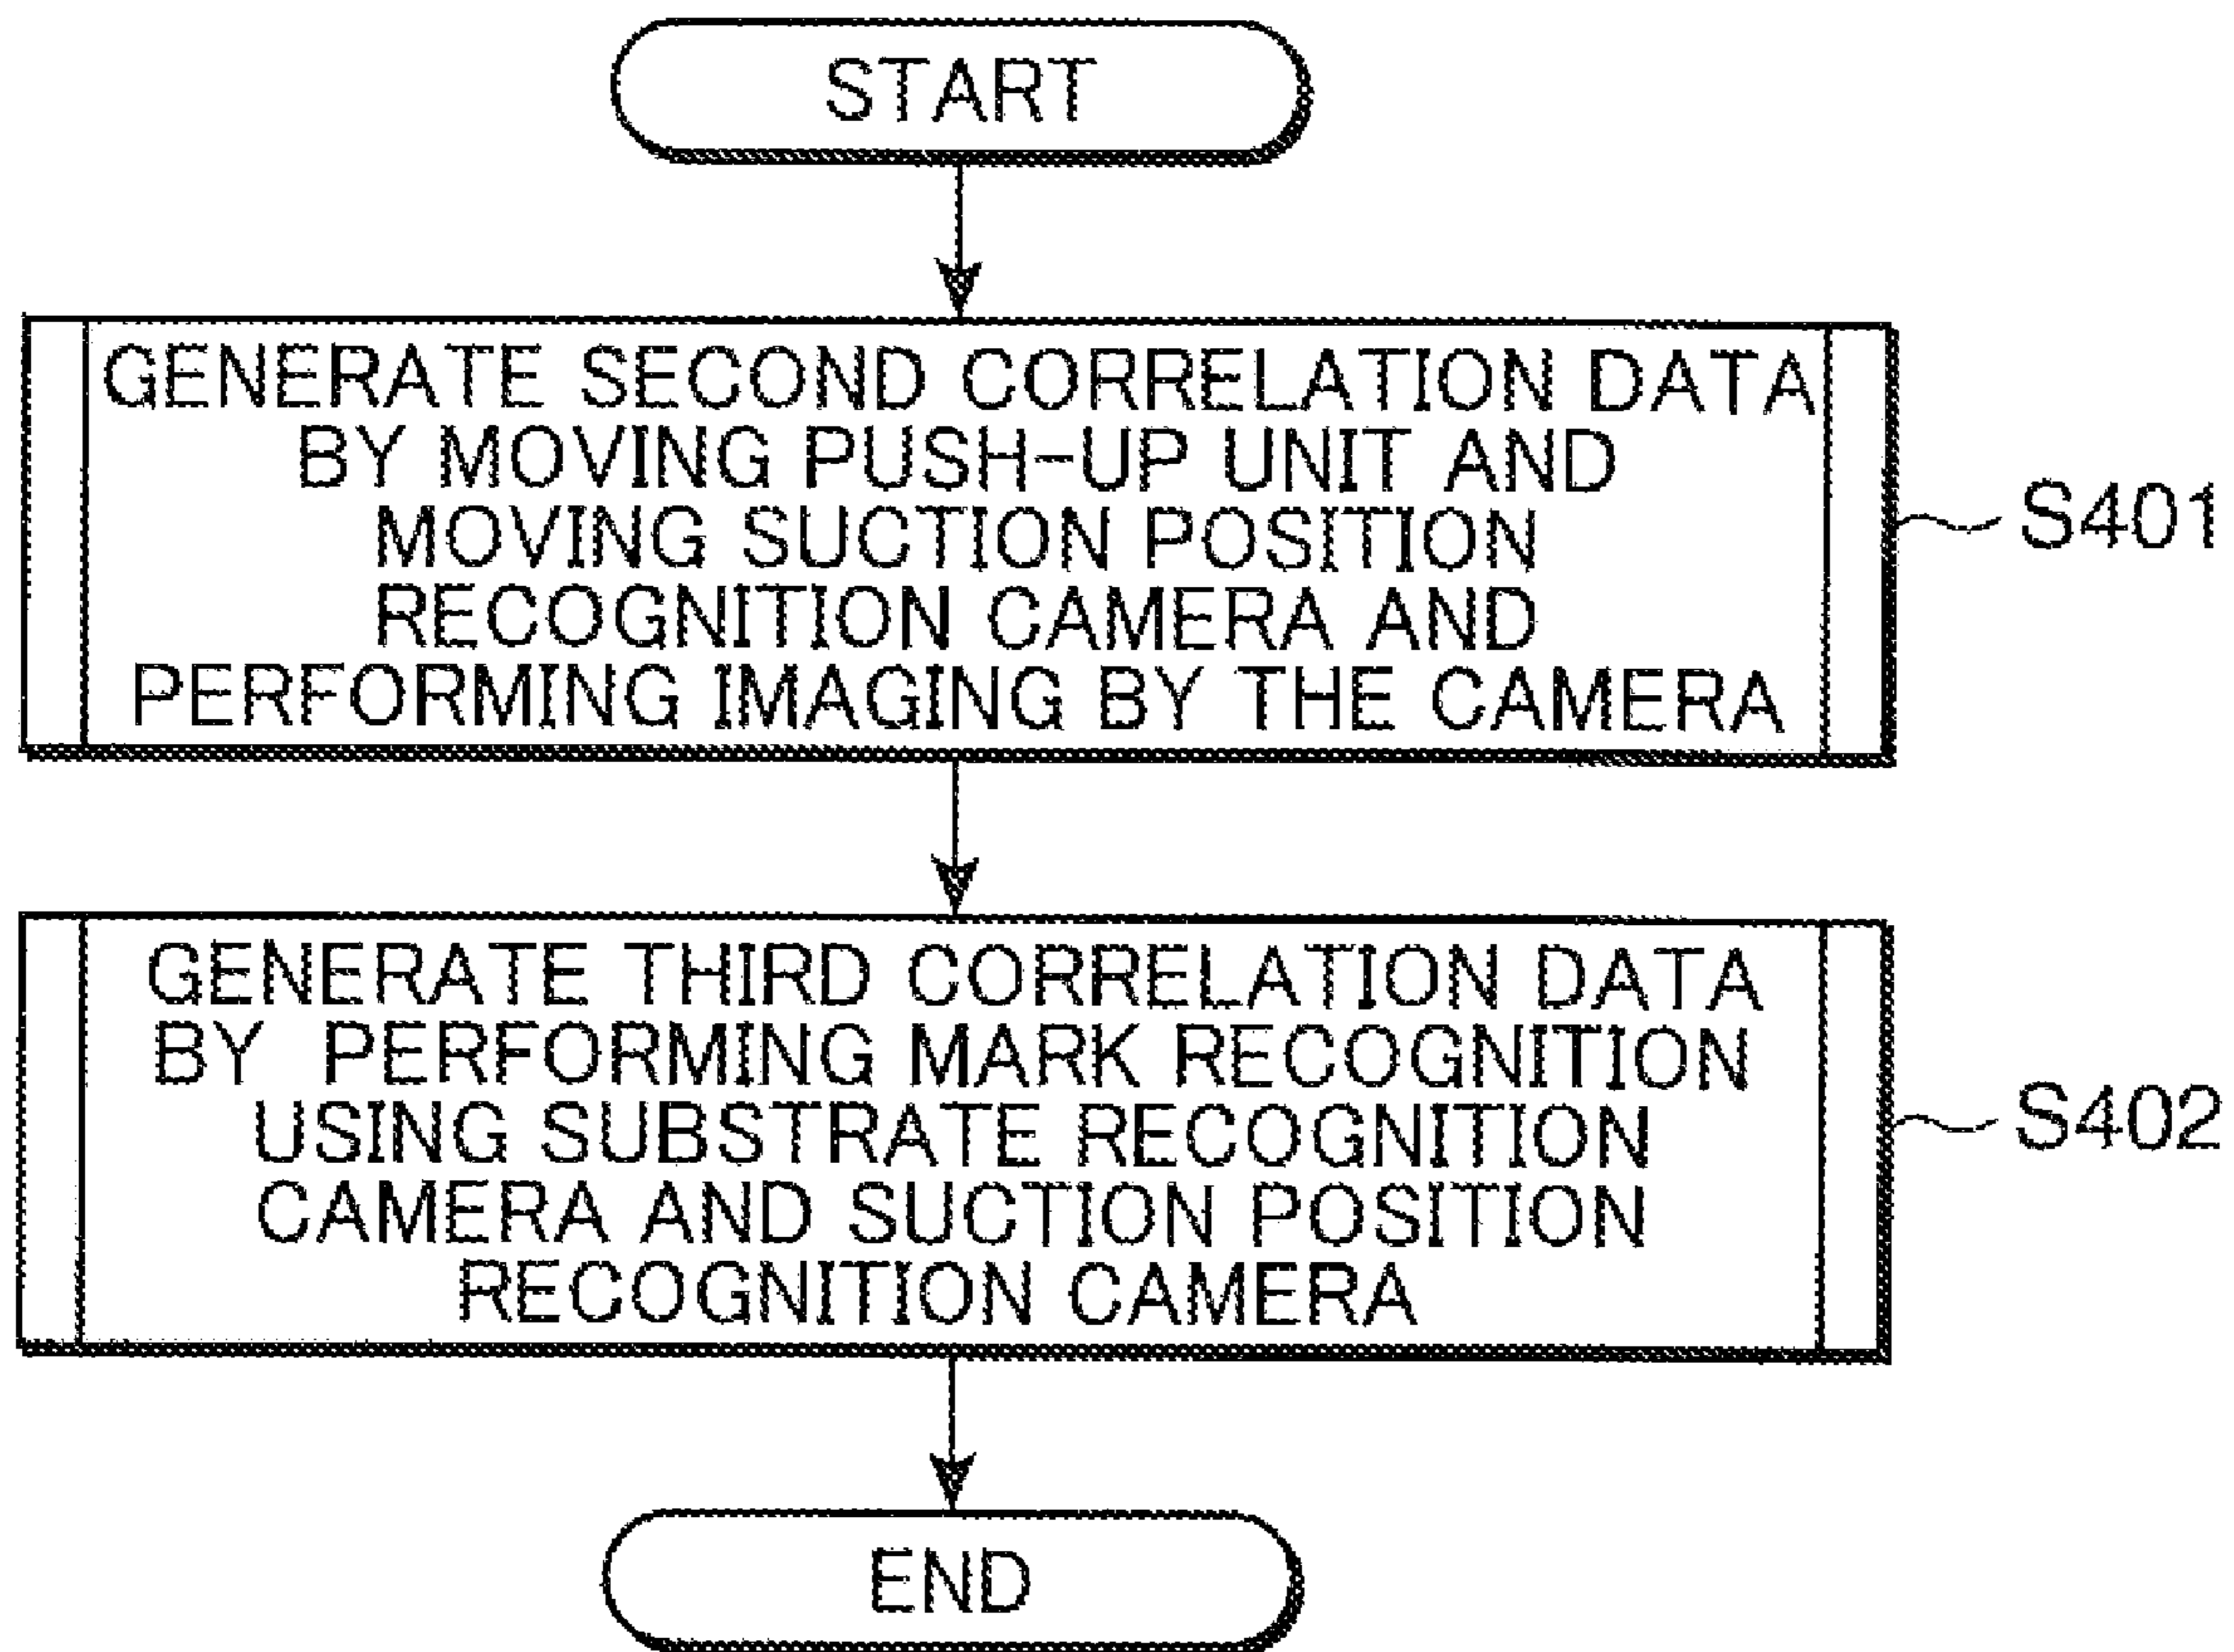 START
GENERATE SECOND CORRELATION DATA
BY MOVING PUSH-UP UNIT AND
MOVING SUCTION POSITION
RECOGNITION CAMERA AND
PERFORMING IMAGING BY THE CAMERA
S401
GENERATE THIRD CORRELATION DATA
BY PERFORMING MARK RECOGNITION
USING SUBSTRATE RECOGNITION
CAMERA AND SUCTION POSITION
RECOGNITION CAMERA
S402
END